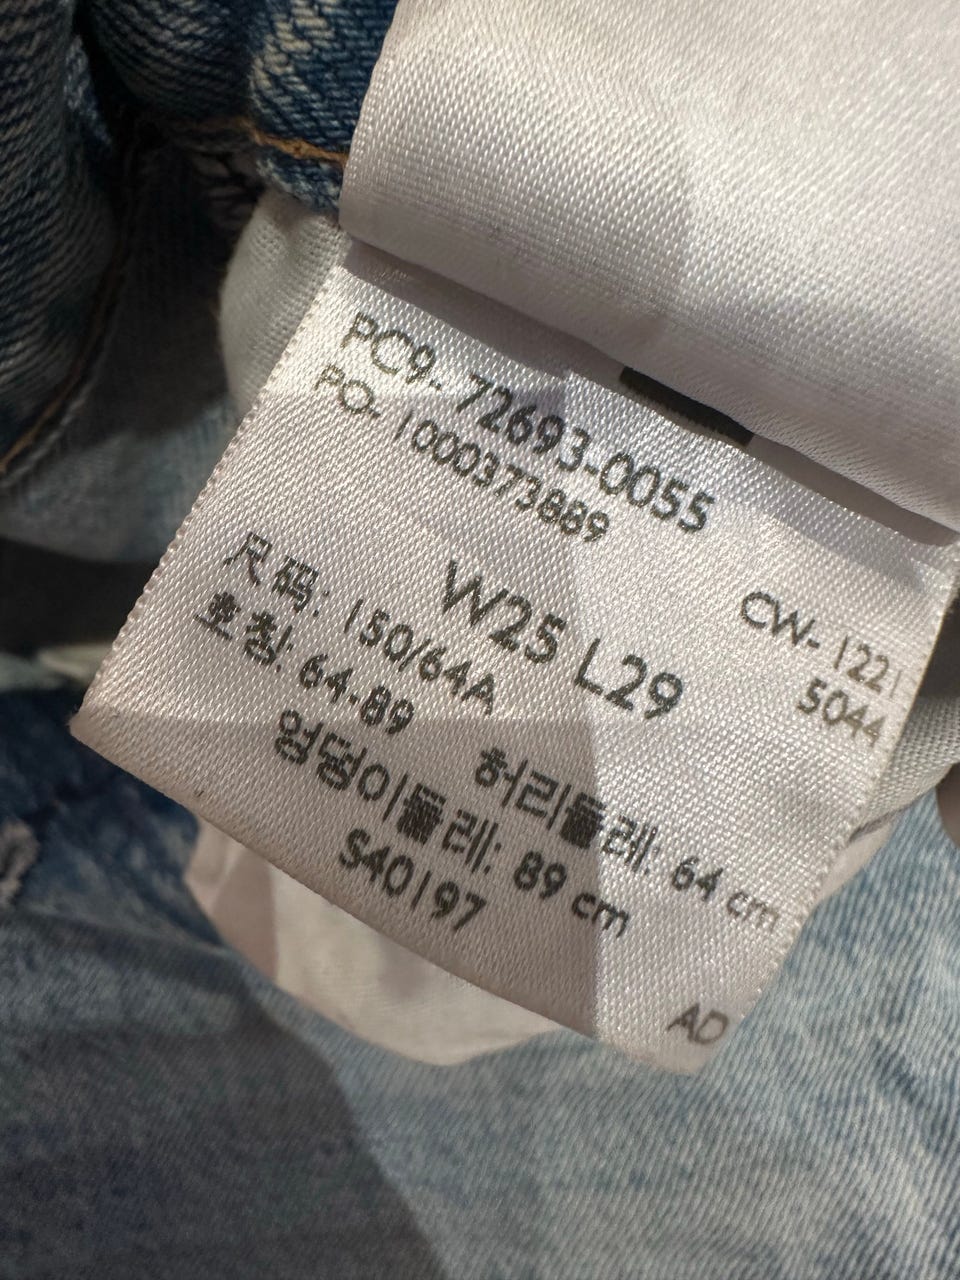 PC9- 72693-0055
PO- 1000373889
W25 L29
CW- 1221
5044
尺码: 150/64A
호칭: 64-89
허리둘레: 64 cm
엉덩이둘레: 89 cm
S40197
AD